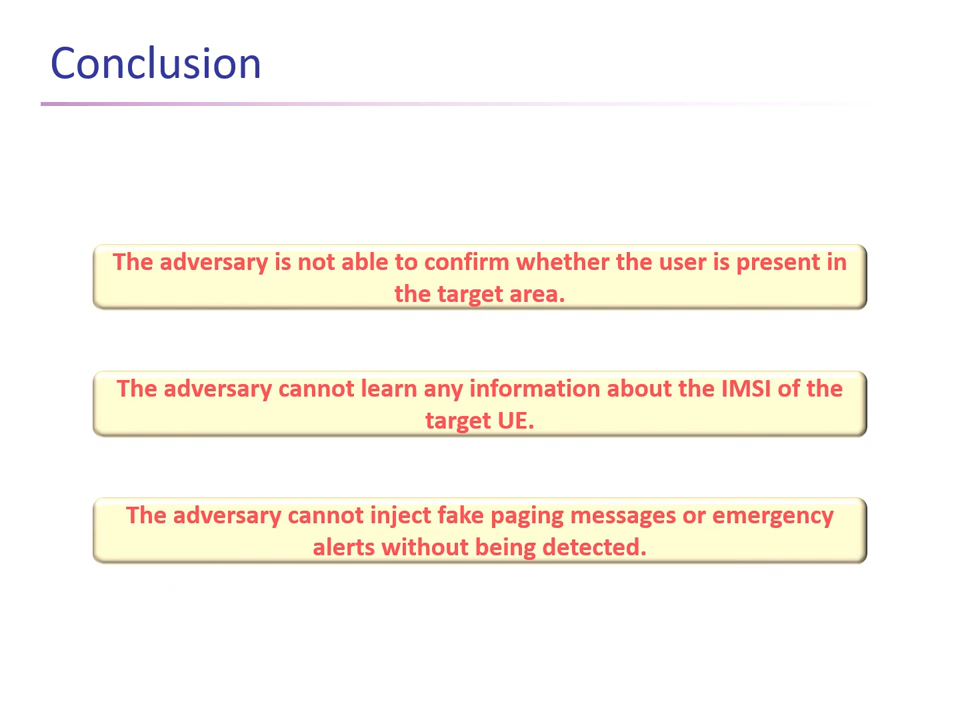 Conclusion
The adversary is not able to confirm whether the user is present in
the target area.
The adversary cannot learn any information about the IMSI of the
target UE.
The adversary cannot inject fake paging messages or emergency
alerts without being detected.